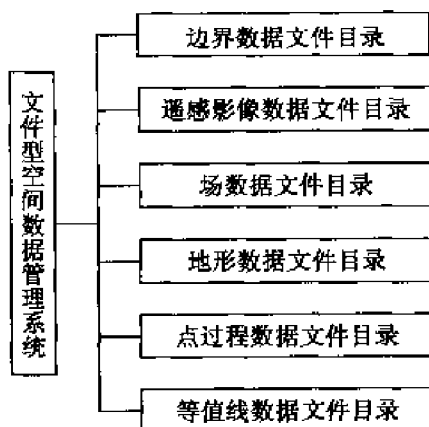 文件型空间数据管理系统
边界数据文件目录
遥感影像数据文件目录
场数据文件目录
地形数据文件目录
点过程数据文件目录
等值线数据文件目录